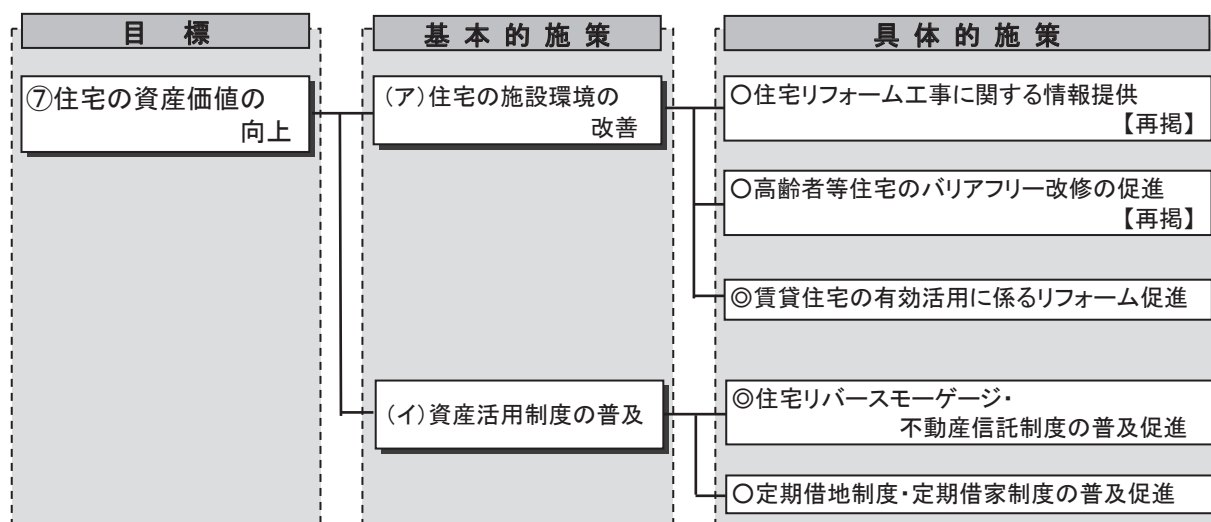 目標
基本的施策
具体的施策
⑦住宅の資産価値の
向上
(ア)住宅の施設環境の
改善
○住宅リフォーム工事に関する情報提供
【再掲】
○高齢者等住宅のバリアフリー改修の促進
【再掲】
◎賃貸住宅の有効活用に係るリフォーム促進
(イ)資産活用制度の普及
◎住宅リバースモーゲージ・
不動産信託制度の普及促進
○定期借地制度・定期借家制度の普及促進